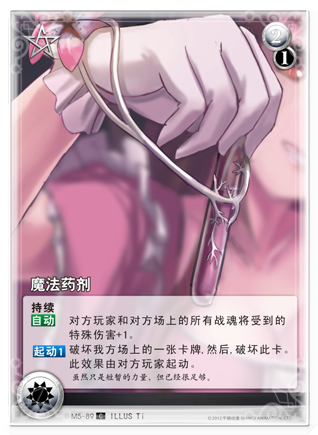 2
1
魔法药剂
持续
自动 对方玩家和对方场上的所有战魂将受到的
特殊伤害+1。
起动1 破坏我方场上的一张卡牌,然后,破坏此卡。
此效果由对方玩家起动。
虽然只是短暂的力量、但已经很足够。
M5-89 C ILLUS Ti